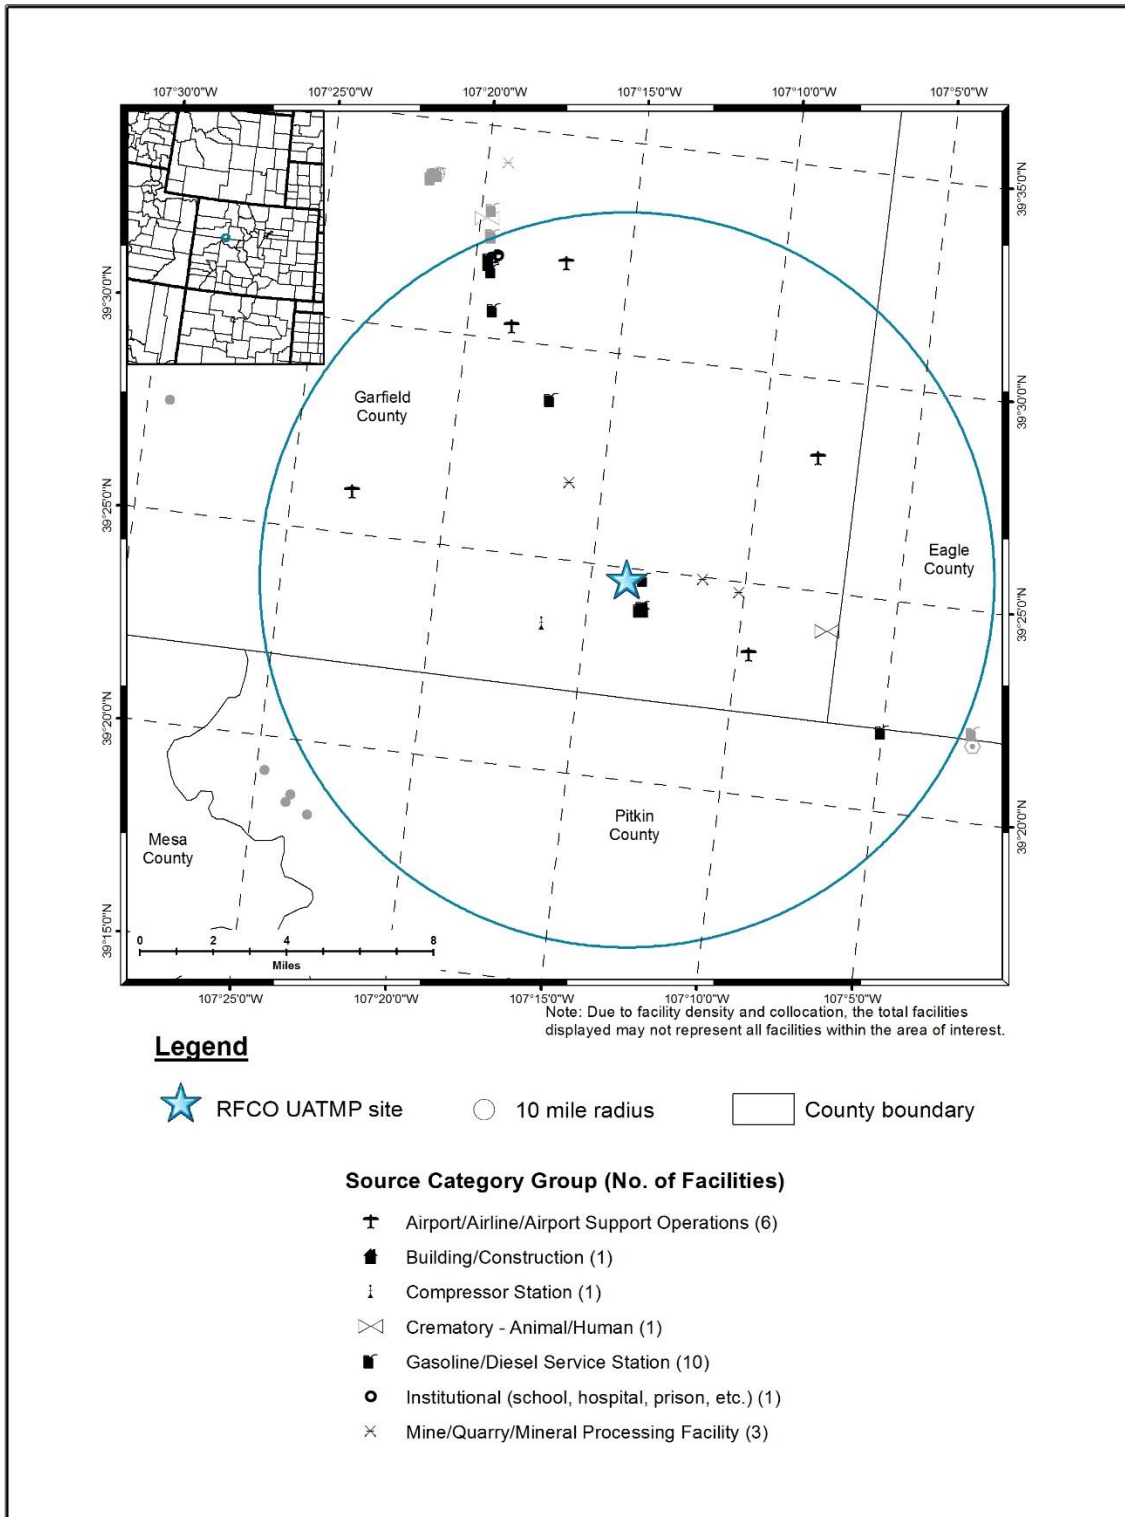 107°30'0"W 107°25'0"W 107°20'0"W 107°15'0"W 107°10'0"W 107°5'0"W
39°35'0"N
39°30'0"N
39°30'0"N
Garfield
County
39°25'0"N
Eagle
County
39°25'0"N
39°20'0"N
Pitkin
County
39°20'0"N
Mesa
County
39°15'0"N
0 2 4 8
Miles
107°25'0"W 107°20'0"W 107°15'0"W 107°10'0"W 107°5'0"W
Note: Due to facility density and collocation, the total facilities
displayed may not represent all facilities within the area of interest.
Legend
RFCO UATMP site 10 mile radius County boundary
Source Category Group (No. of Facilities)
Airport/Airline/Airport Support Operations (6)
Building/Construction (1)
Compressor Station (1)
Crematory - Animal/Human (1)
Gasoline/Diesel Service Station (10)
Institutional (school, hospital, prison, etc.) (1)
Mine/Quarry/Mineral Processing Facility (3)